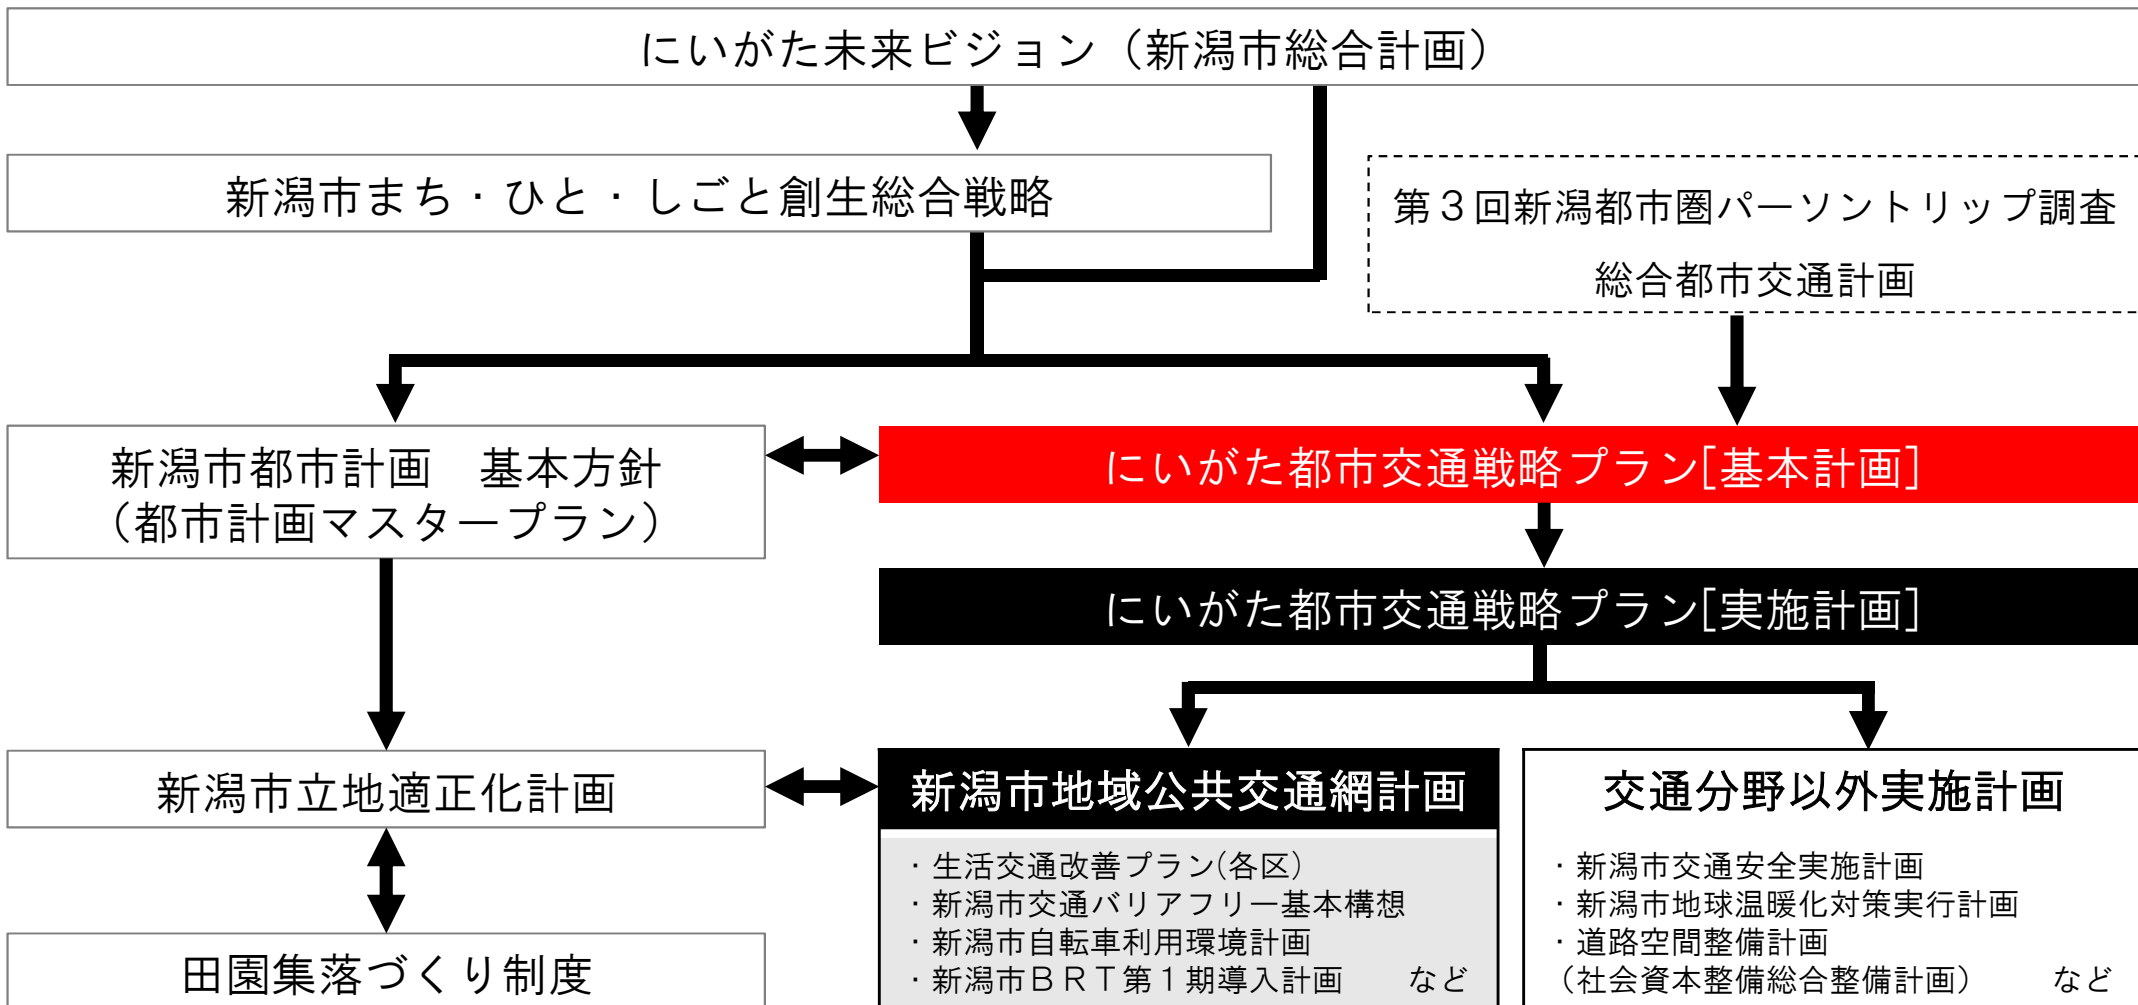 にいがた未来ビジョン（新潟市総合計画）
新潟市まち・ひと・しごと創生総合戦略
第３回新潟都市圏パーソントリップ調査
総合都市交通計画
新潟市都市計画　基本方針
（都市計画マスタープラン）
にいがた都市交通戦略プラン[基本計画]
にいがた都市交通戦略プラン[実施計画]
新潟市立地適正化計画
田園集落づくり制度
新潟市地域公共交通網計画
・生活交通改善プラン(各区)
・新潟市交通バリアフリー基本構想
・新潟市自転車利用環境計画
・新潟市ＢＲＴ第１期導入計画　　など
交通分野以外実施計画
・新潟市交通安全実施計画
・新潟市地球温暖化対策実行計画
・道路空間整備計画
（社会資本整備総合整備計画）　　　など